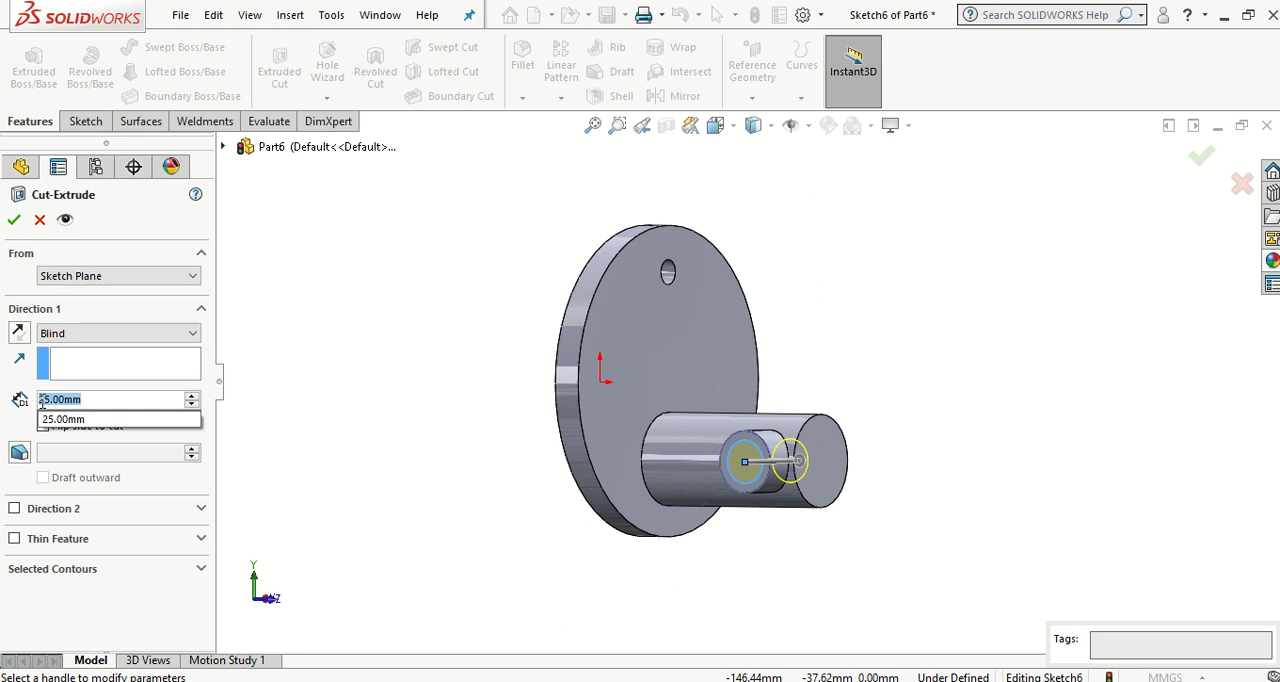 SOLIDWORKS
File Edit View Insert Tools Window Help
Sketch6 of Part6 *
Search SOLIDWORKS Help
Extruded Boss/Base
Revolved Boss/Base
Swept Boss/Base
Lofted Boss/Base
Boundary Boss/Base
Extruded Cut
Hole Wizard
Revolved Cut
Swept Cut
Lofted Cut
Boundary Cut
Fillet
Linear Pattern
Rib
Draft
Shell
Wrap
Intersect
Mirror
Reference Geometry
Curves
Instant3D
Features Sketch Surfaces Weldments Evaluate DimXpert
Part6 (Default<<Default>...
Cut-Extrude
From
Sketch Plane
Direction 1
Blind
D1
25.00mm
25.00mm
Flip side to cut
Draft outward
Direction 2
Thin Feature
Selected Contours
Y
Z
Tags:
Model 3D Views Motion Study 1
Select a handle to modify parameters
-146.44mm -37.62mm 0.00mm Under Defined Editing Sketch6 MMGS